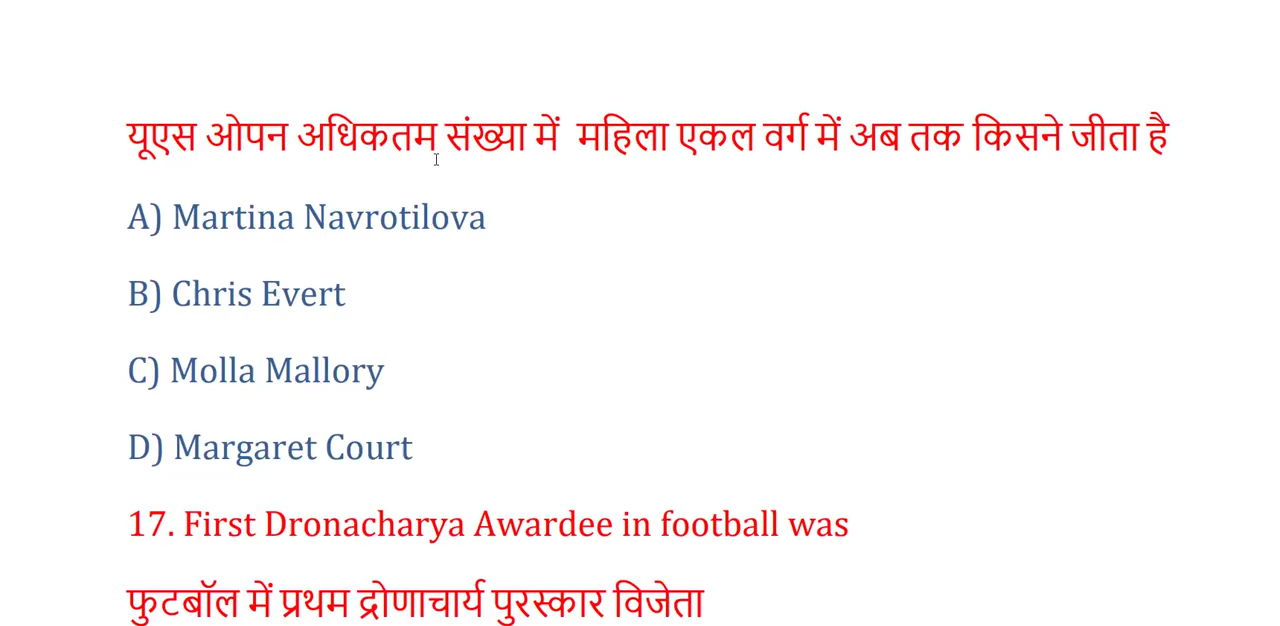 यूएस ओपन अधिकतम संख्या में महिला एकल वर्ग में अब तक किसने जीता है
A) Martina Navrotilova
B) Chris Evert
C) Molla Mallory
D) Margaret Court
17. First Dronacharya Awardee in football was
फुटबॉल में प्रथम द्रोणाचार्य पुरस्कार विजेता